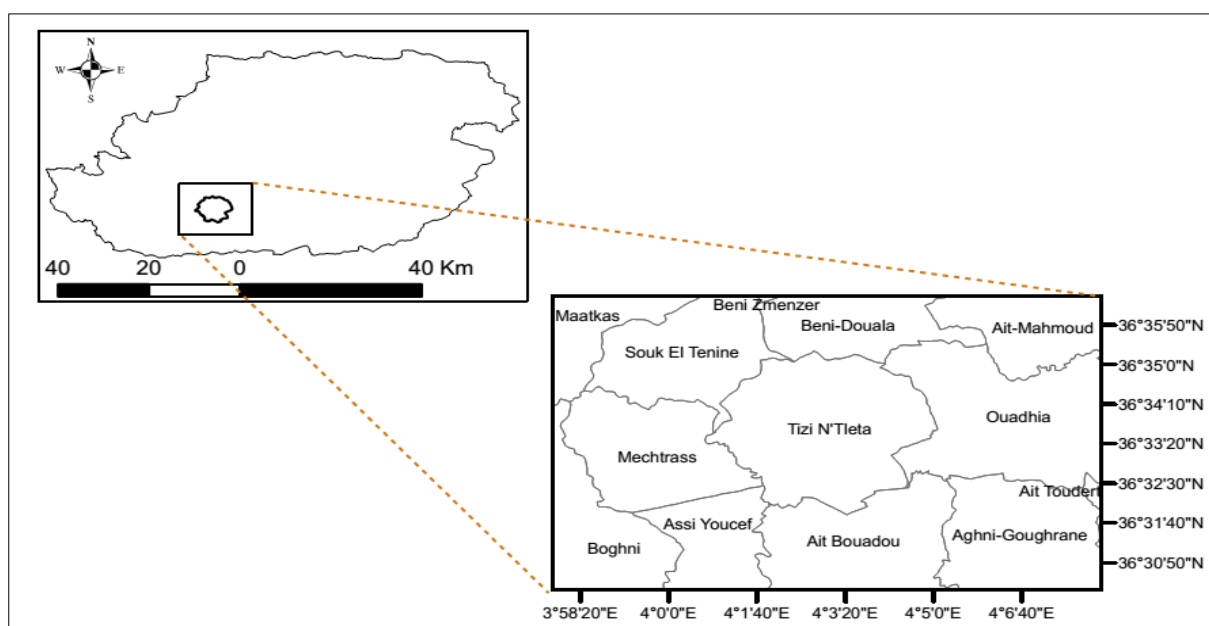 N
W E
S
40 20 0 40 Km
Maatkas
Beni Zmenzer
Beni-Douala
Ait-Mahmoud
Souk El Tenine
Tizi N'Tleta
Ouadhia
Mechtrass
Ait Toudert
Assi Youcef
Boghni
Ait Bouadou
Aghni-Goughrane
36°35'50"N
36°35'0"N
36°34'10"N
36°33'20"N
36°32'30"N
36°31'40"N
36°30'50"N
3°58'20"E 4°0'0"E 4°1'40"E 4°3'20"E 4°5'0"E 4°6'40"E